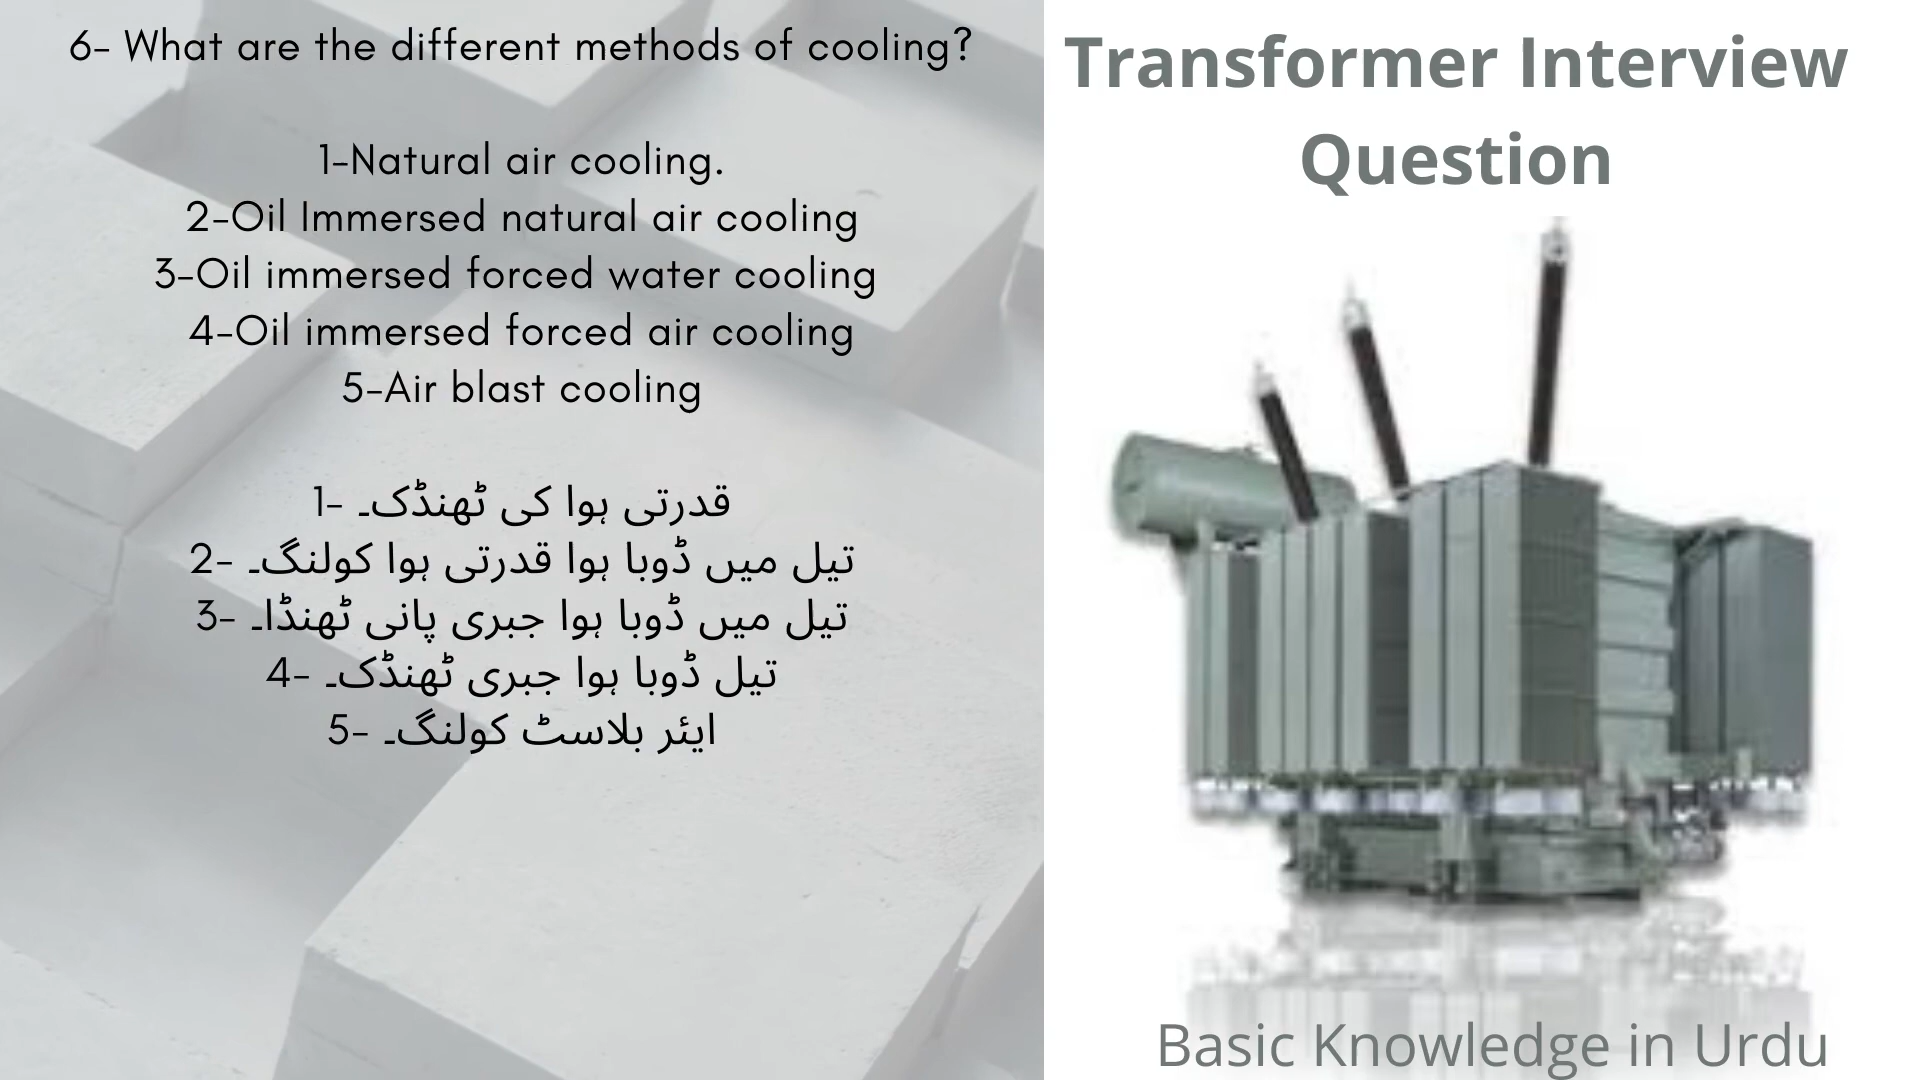 6- What are the different methods of cooling?
1-Natural air cooling.
2-Oil Immersed natural air cooling
3-Oil immersed forced water cooling
4-Oil immersed forced air cooling
5-Air blast cooling
1- قدرتی ہوا کی ٹھنڈک۔
2- تیل میں ڈوبا ہوا قدرتی ہوا کولنگ۔
3- تیل میں ڈوبا ہوا جبری پانی ٹھنڈا۔
4- تیل ڈوبا ہوا جبری ٹھنڈک۔
5- ایئر بلاسٹ کولنگ۔
Transformer Interview
Question
Basic Knowledge in Urdu